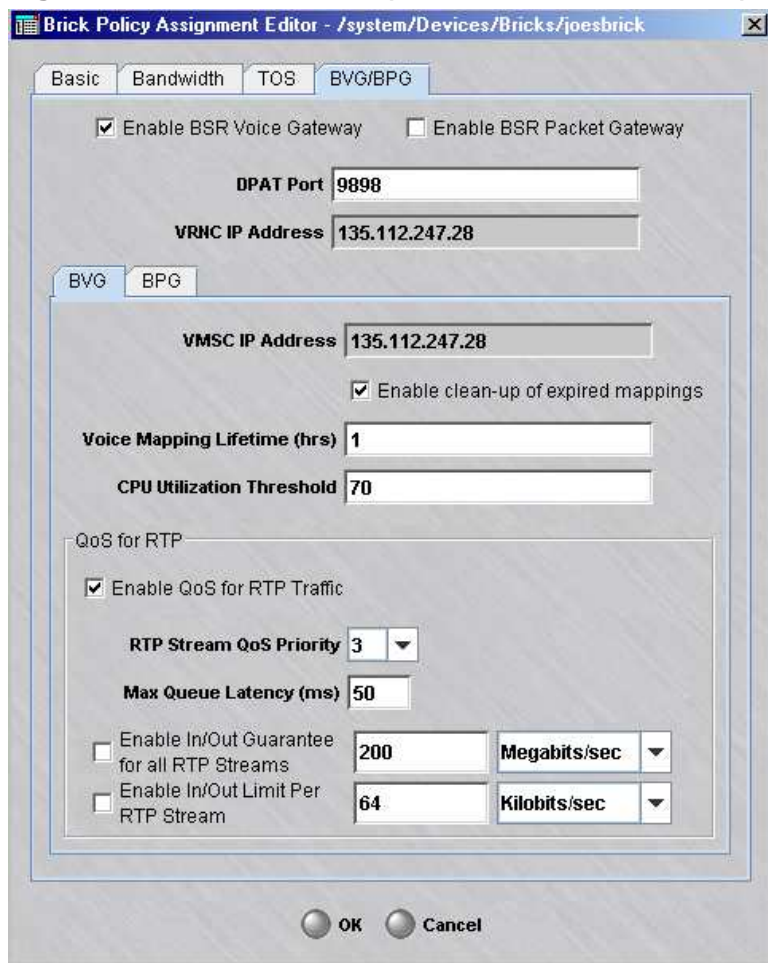 Brick Policy Assignment Editor - /system/Devices/Bricks/joesbrick
Basic Bandwidth TOS BVG/BPG
Enable BSR Voice Gateway Enable BSR Packet Gateway
DPAT Port 9898
VRNC IP Address 135.112.247.28
BVG BPG
VMSC IP Address 135.112.247.28
Enable clean-up of expired mappings
Voice Mapping Lifetime (hrs) 1
CPU Utilization Threshold 70
QoS for RTP
Enable QoS for RTP Traffic
RTP Stream QoS Priority 3
Max Queue Latency (ms) 50
Enable In/Out Guarantee
for all RTP Streams 200 Megabits/sec
Enable In/Out Limit Per
RTP Stream 64 Kilobits/sec
OK Cancel